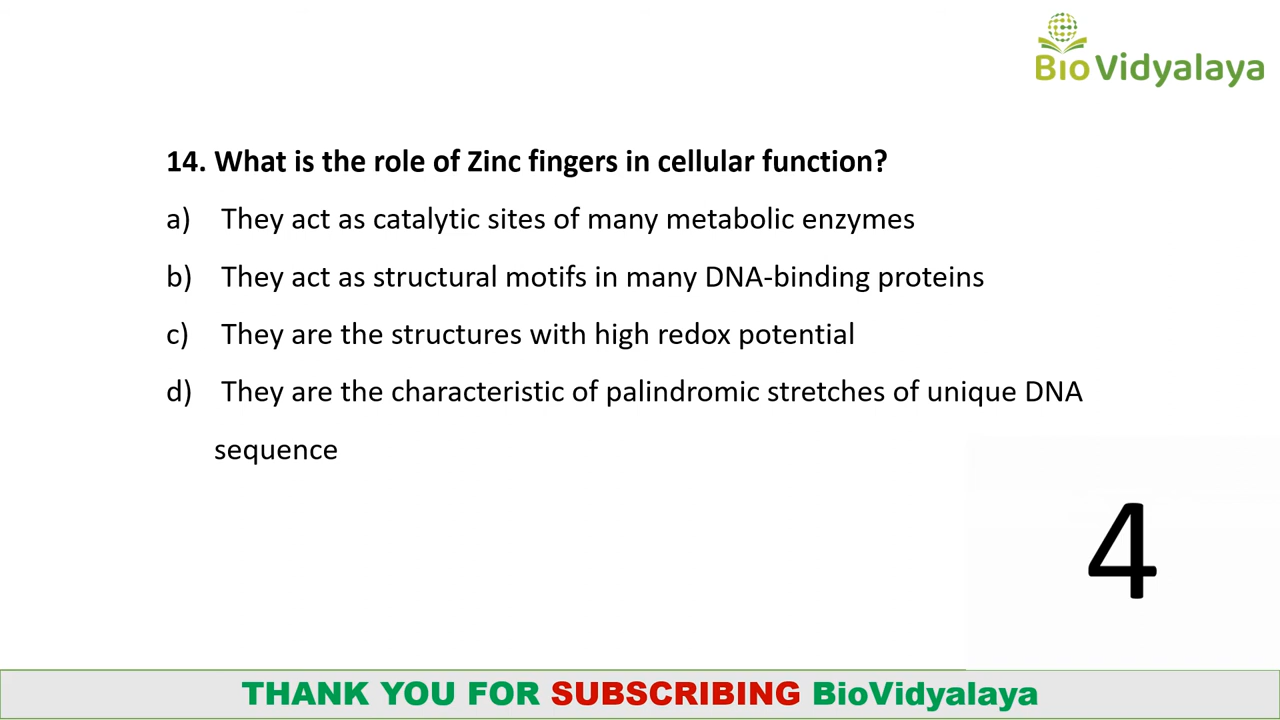 Bio Vidyalaya
14. What is the role of Zinc fingers in cellular function?
a) They act as catalytic sites of many metabolic enzymes
b) They act as structural motifs in many DNA-binding proteins
c) They are the structures with high redox potential
d) They are the characteristic of palindromic stretches of unique DNA
sequence
4
THANK YOU FOR SUBSCRIBING BioVidyalaya